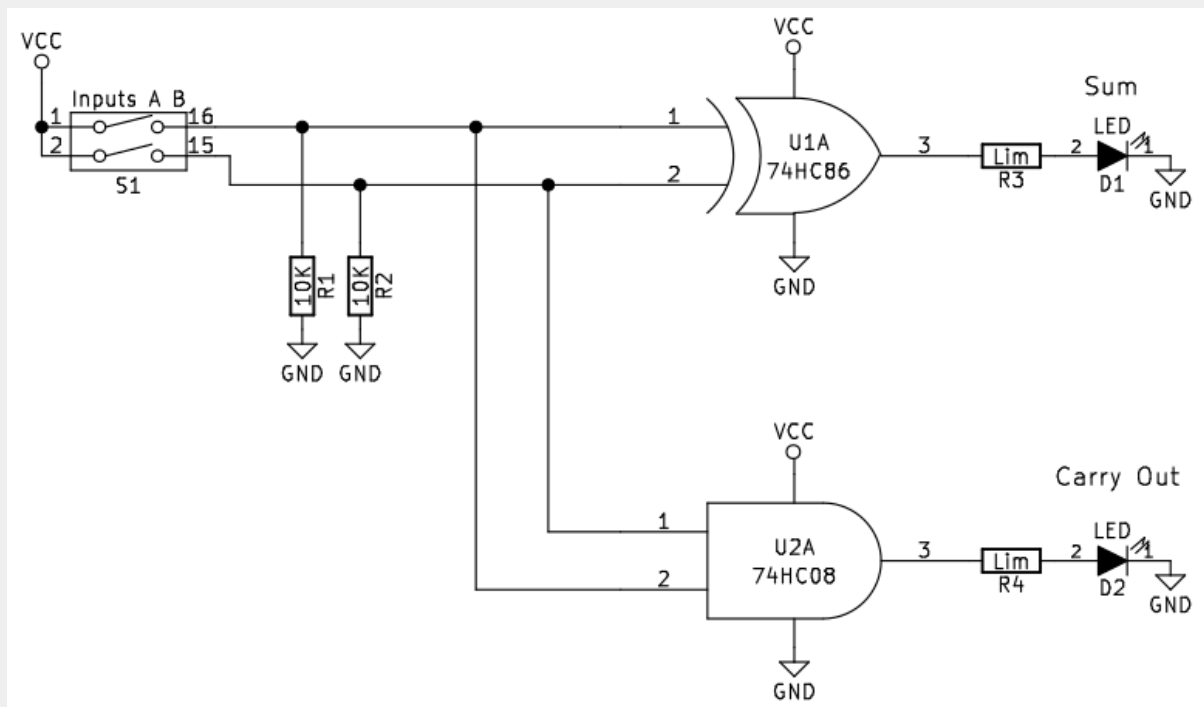 VCC
VCC
Inputs A B
Sum
1
16
1
LED
2
15
U1A
3
Lim
2
1
S1
2
74HC86
R3
D1
GND
10K
R1
10K
R2
GND
GND
GND
VCC
Carry Out
1
LED
U2A
3
Lim
2
1
2
74HC08
R4
D2
GND
GND